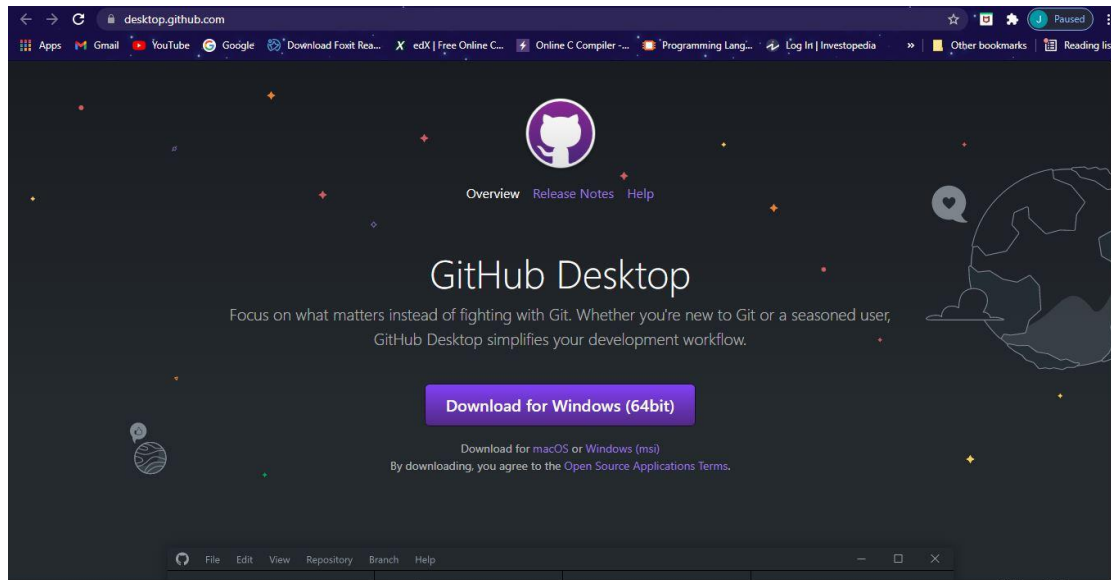 desktop.github.com
J Paused
Apps Gmail YouTube Google Download Foxit Rea... edX | Free Online C... Online C Compiler -... Programming Lang... Log In | Investopedia » Other bookmarks Reading lis
Overview Release Notes Help
GitHub Desktop
Focus on what matters instead of fighting with Git. Whether you're new to Git or a seasoned user,
GitHub Desktop simplifies your development workflow.
Download for Windows (64bit)
Download for macOS or Windows (msi)
By downloading, you agree to the Open Source Applications Terms.
File Edit View Repository Branch Help